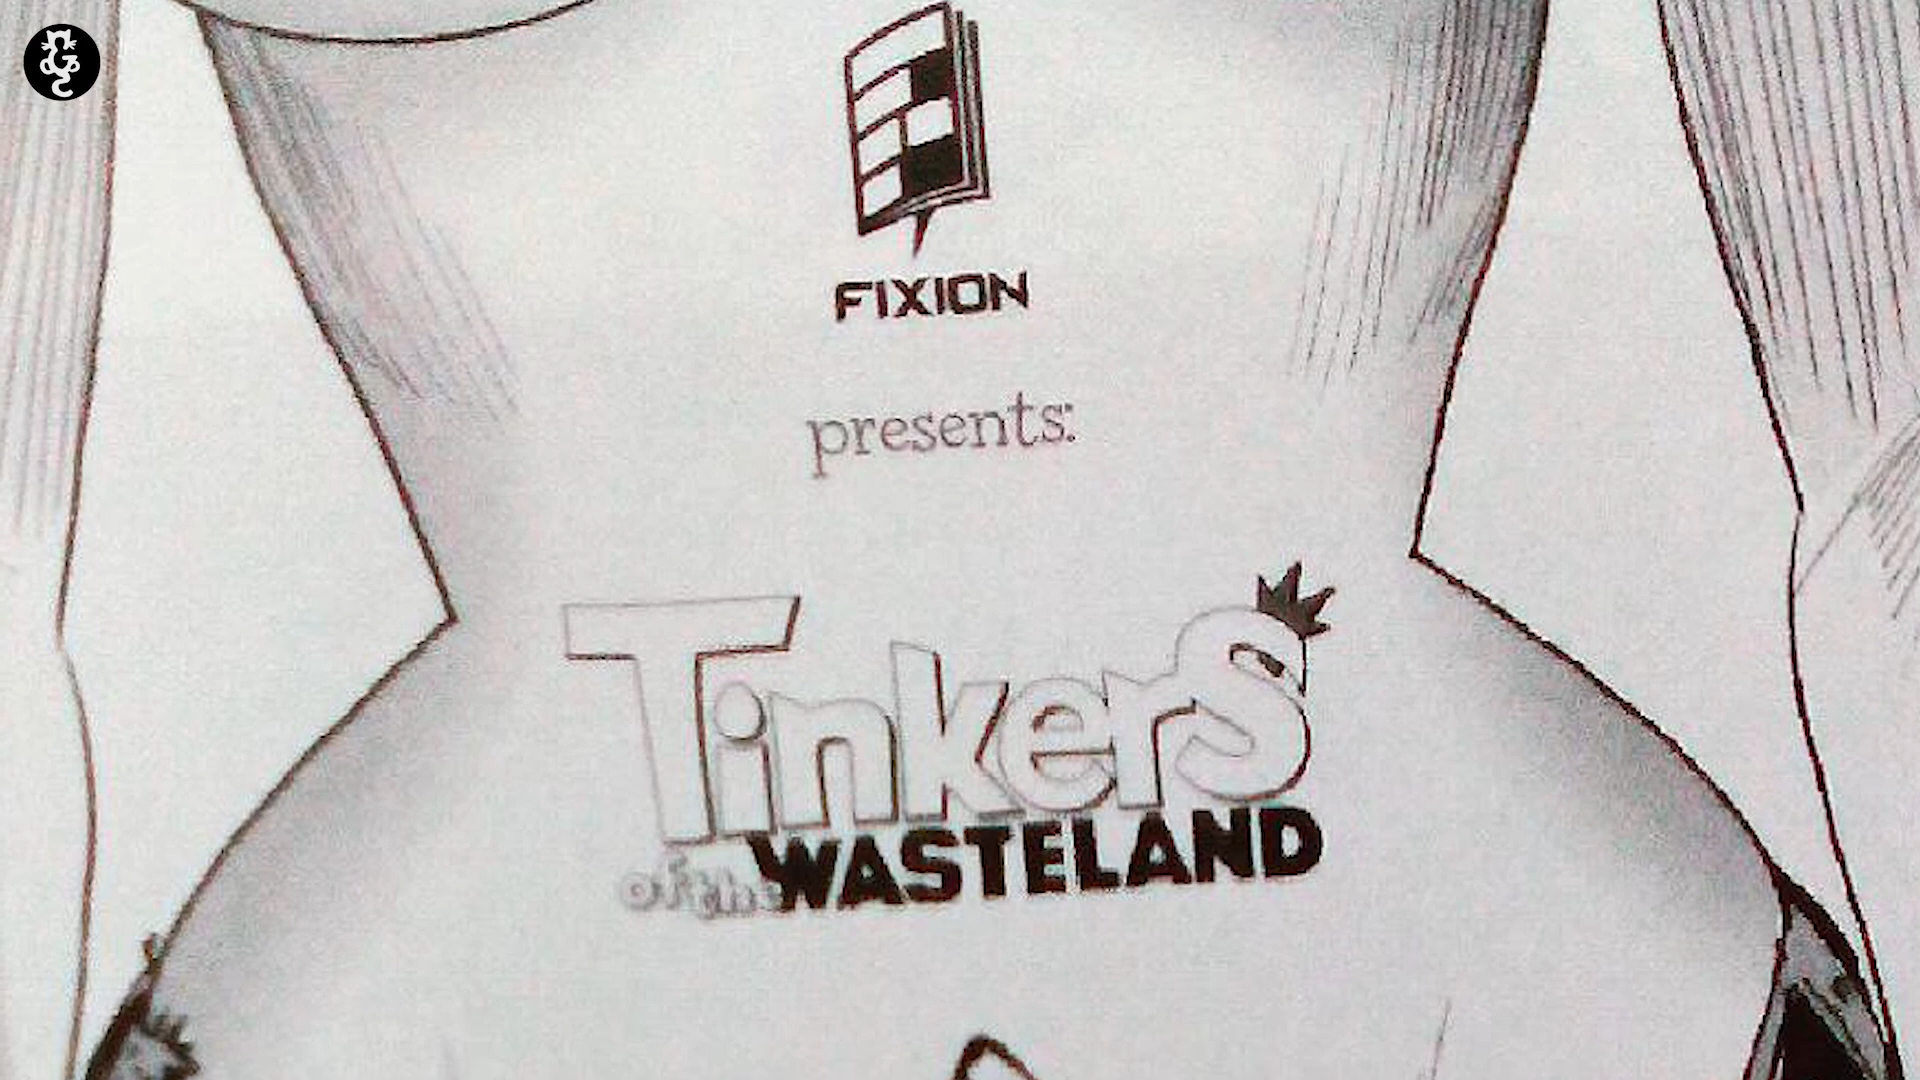 FIXION
presents:
Tinkers
of the WASTELAND